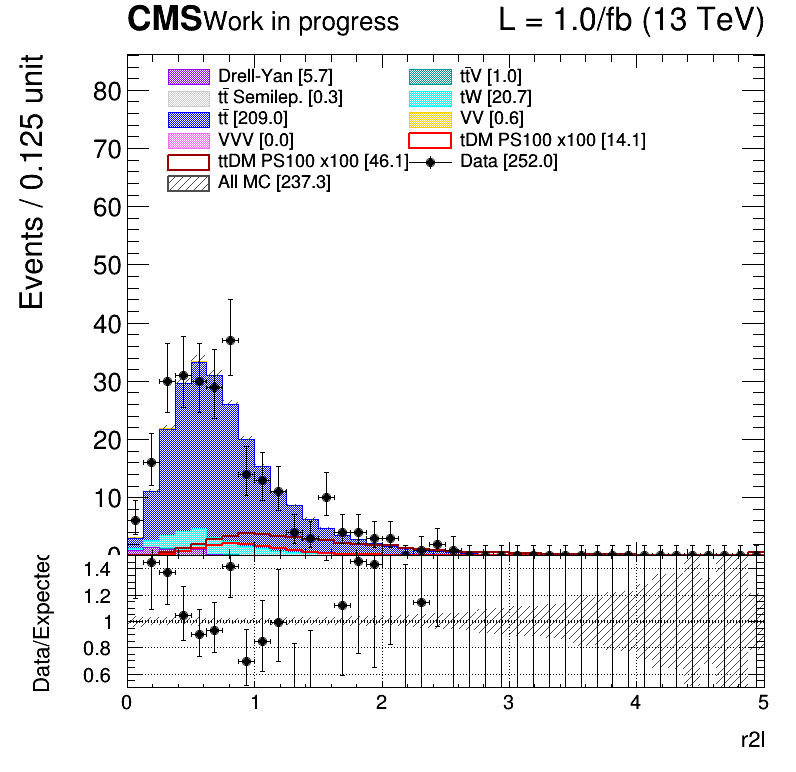 CMS Work in progress L = 1.0/fb (13 TeV)
Events / 0.125 unit
Drell-Yan [5.7] tt̄V [1.0]
tt̄ Semilep. [0.3] tW [20.7]
tt̄ [209.0] VV [0.6]
VVV [0.0] tDM PS100 x100 [14.1]
ttDM PS100 x100 [46.1] Data [252.0]
All MC [237.3]
80
70
60
50
40
30
20
10
0
Data/Expected
1.4
1.2
1
0.8
0.6
0 1 2 3 4 5
r2l